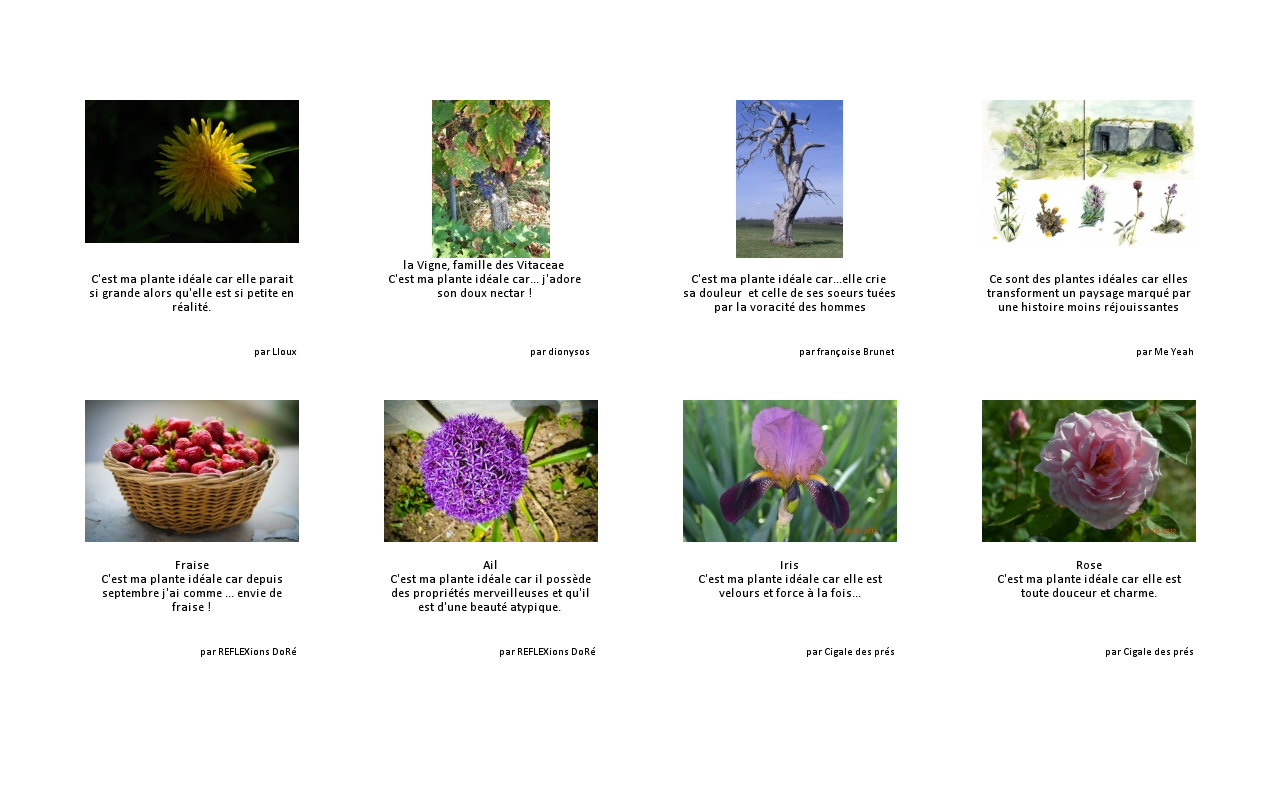 C'est ma plante idéale car elle parait
si grande alors qu'elle est si petite en
réalité.
par Lloux
la Vigne, famille des Vitaceae
C'est ma plante idéale car... j'adore
son doux nectar !
par dionysos
C'est ma plante idéale car...elle crie
sa douleur  et celle de ses soeurs tuées
par la voracité des hommes
par françoise Brunet
Ce sont des plantes idéales car elles
transforment un paysage marqué par
une histoire moins réjouissantes
par Me Yeah
Fraise
C'est ma plante idéale car depuis
septembre j'ai comme ... envie de
fraise !
par REFLEXions DoRé
Ail
C'est ma plante idéale car il possède
des propriétés merveilleuses et qu'il
est d'une beauté atypique.
par REFLEXions DoRé
Iris
C'est ma plante idéale car elle est
velours et force à la fois...
par Cigale des prés
Rose
C'est ma plante idéale car elle est
toute douceur et charme.
par Cigale des prés